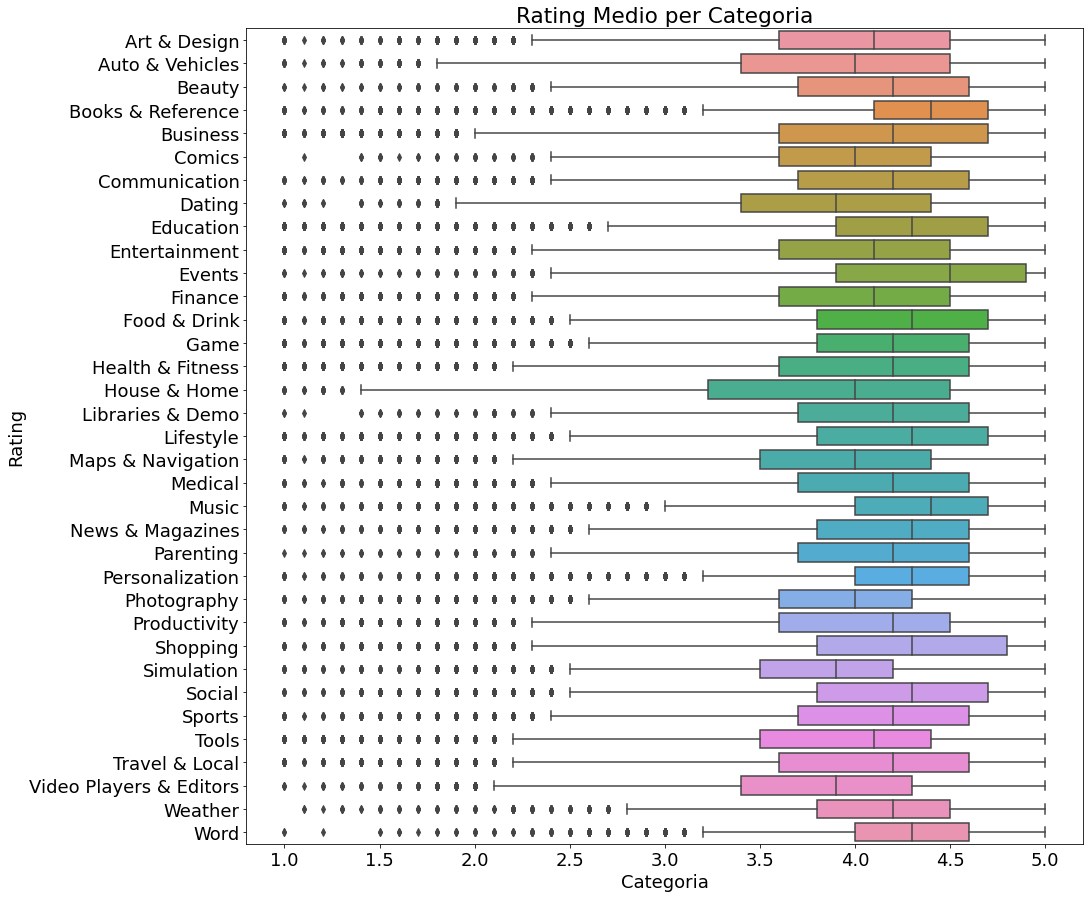 Rating Medio per Categoria
Art & Design
Auto & Vehicles
Beauty
Books & Reference
Business
Comics
Communication
Dating
Education
Entertainment
Events
Finance
Food & Drink
Game
Health & Fitness
House & Home
Libraries & Demo
Lifestyle
Maps & Navigation
Medical
Music
News & Magazines
Parenting
Personalization
Photography
Productivity
Shopping
Simulation
Social
Sports
Tools
Travel & Local
Video Players & Editors
Weather
Word
Rating
1.0 1.5 2.0 2.5 3.0 3.5 4.0 4.5 5.0
Categoria